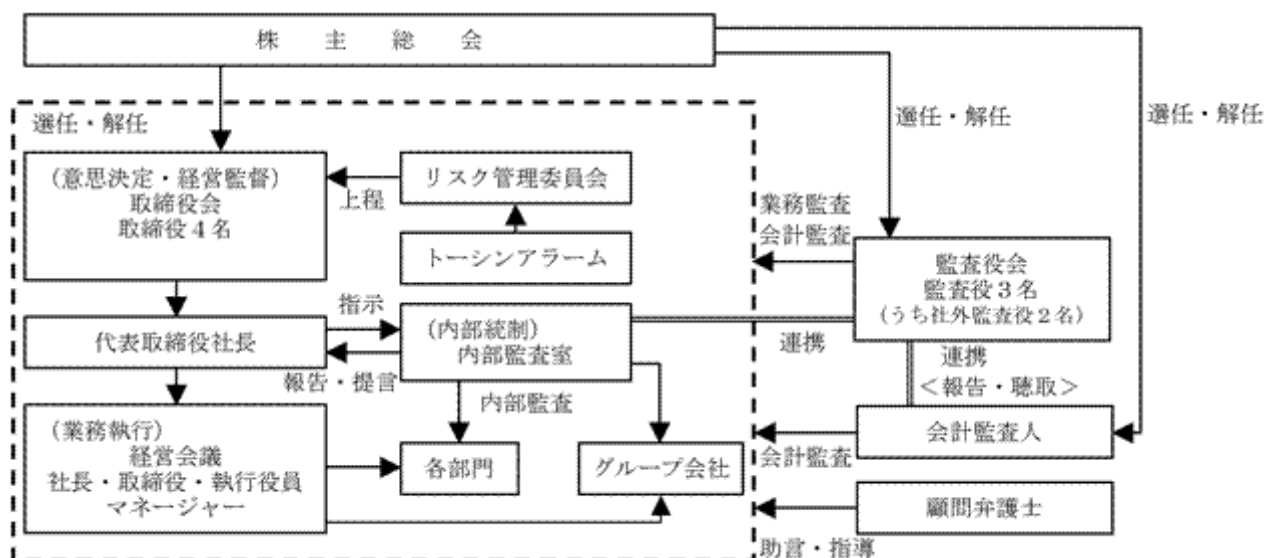 株主総会
選任・解任
選任・解任
選任・解任
(意思決定・経営監督)
取締役会
取締役4名
上程
リスク管理委員会
トーシンアラーム
業務監査
会計監査
監査役会
監査役3名
(うち社外監査役2名)
代表取締役社長
指示
報告・提言
(内部統制)
内部監査室
連携
連携
<報告・聴取>
内部監査
(業務執行)
経営会議
社長・取締役・執行役員
マネージャー
各部門
グループ会社
会計監査
会計監査人
顧問弁護士
助言・指導